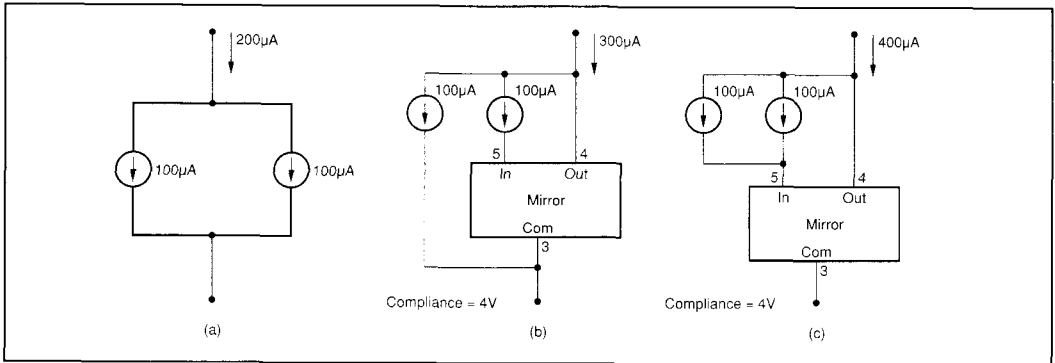 200µA
100µA
100µA
(a)
300µA
100µA
100µA
5
4
In
Out
Mirror
Com
3
Compliance = 4V
(b)
400µA
100µA
100µA
5
4
In
Out
Mirror
Com
3
Compliance = 4V
(c)